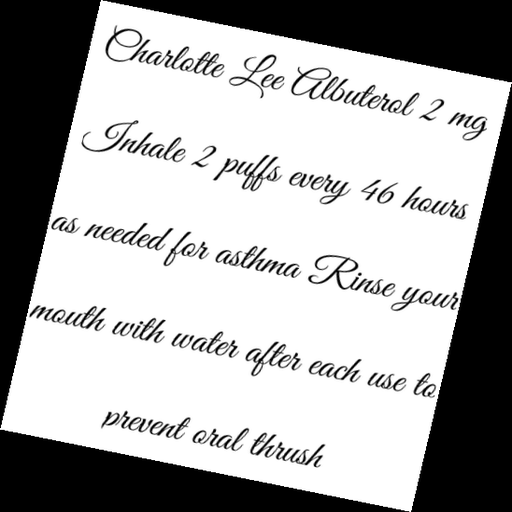 Charlotte Lee Albuterol 2 mg
Inhale 2 puffs every 46 hours
as needed for asthma Rinse your
mouth with water after each use to
prevent oral thrush